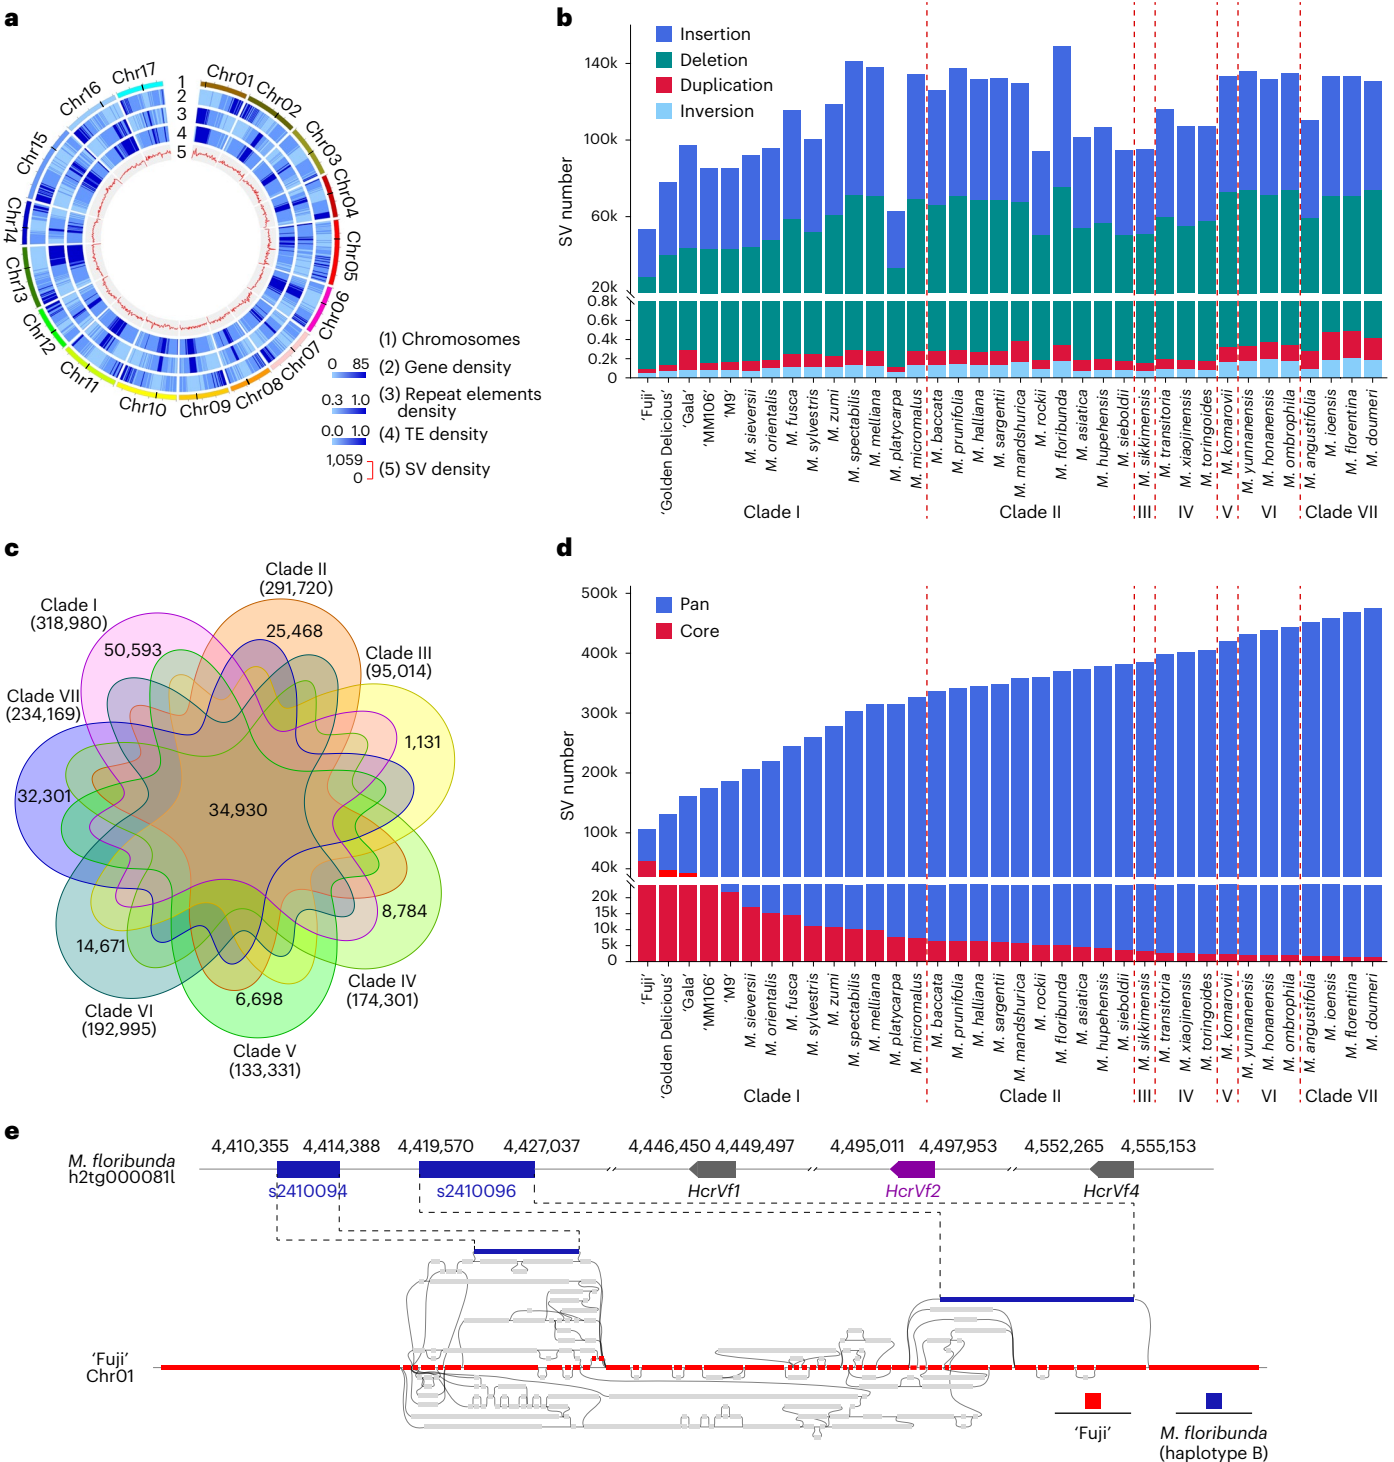 a
Chr01
Chr02
Chr03
Chr04
Chr05
Chr06
Chr07
Chr08
Chr09
Chr10
Chr11
Chr12
Chr13
Chr14
Chr15
Chr16
Chr17
1
2
3
4
5
(1) Chromosomes
0 85
(2) Gene density
0.3 1.0
(3) Repeat elements
density
0.0 1.0
(4) TE density
1,059
0
(5) SV density
b
Insertion
Deletion
Duplication
Inversion
SV number
140k
100k
60k
20k
0.8k
0.6k
0.4k
0.2k
0
'Fuji'
'Golden Delicious'
'Gala'
'MM106'
'M9'
M. sieversii
M. orientalis
M. fusca
M. sylvestris
M. zumi
M. spectabilis
M. melliana
M. platycarpa
M. micromalus
M. baccata
M. prunifolia
M. halliana
M. sargentii
M. mandshurica
M. rockii
M. floribunda
M. asiatica
M. hupehensis
M. sieboldii
M. sikkimensis
M. transitoria
M. xiaojinensis
M. toringoides
M. komarovii
M. yunnanensis
M. honanensis
M. ombrophila
M. angustifolia
M. ioensis
M. florentina
M. doumeri
Clade I
Clade II
III
IV
V
VI
Clade VII
c
Clade I
(318,980)
50,593
Clade II
(291,720)
25,468
Clade III
(95,014)
1,131
Clade VII
(234,169)
32,301
34,930
8,784
Clade IV
(174,301)
14,671
Clade VI
(192,995)
6,698
Clade V
(133,331)
d
Pan
Core
SV number
500k
400k
300k
200k
100k
40k
20k
15k
10k
5k
0
'Fuji'
'Golden Delicious'
'Gala'
'MM106'
'M9'
M. sieversii
M. orientalis
M. fusca
M. sylvestris
M. zumi
M. spectabilis
M. melliana
M. platycarpa
M. micromalus
M. baccata
M. prunifolia
M. halliana
M. sargentii
M. mandshurica
M. rockii
M. floribunda
M. asiatica
M. hupehensis
M. sieboldii
M. sikkimensis
M. transitoria
M. xiaojinensis
M. toringoides
M. komarovii
M. yunnanensis
M. honanensis
M. ombrophila
M. angustifolia
M. ioensis
M. florentina
M. doumeri
Clade I
Clade II
III
IV
V
VI
Clade VII
e
4,410,355 4,414,388 4,419,570 4,427,037 4,446,450 4,449,497 4,495,011 4,497,953 4,552,265 4,555,153
M. floribunda
h2tg000081l
s2410094 s2410096 HcrVf1 HcrVf2 HcrVf4
'Fuji'
Chr01
'Fuji'
M. floribunda
(haplotype B)